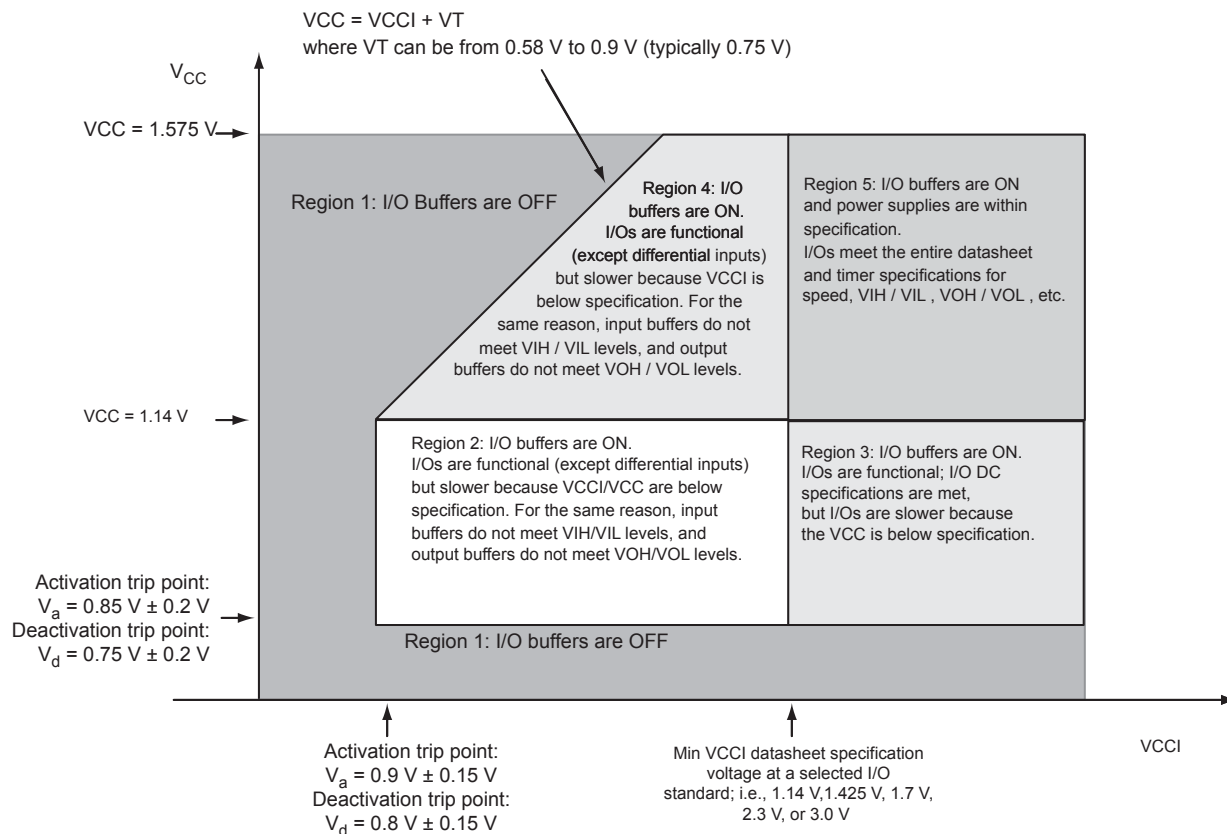 VCC = VCCI + VT
where VT can be from 0.58 V to 0.9 V (typically 0.75 V)
VCC
VCC = 1.575 V
Region 1: I/O Buffers are OFF
Region 4: I/O
buffers are ON.
I/Os are functional
(except differential inputs)
but slower because VCCI is
below specification. For the
same reason, input buffers do not
meet VIH / VIL levels, and output
buffers do not meet VOH / VOL levels.
Region 5: I/O buffers are ON
and power supplies are within
specification.
I/Os meet the entire datasheet
and timer specifications for
speed, VIH / VIL , VOH / VOL , etc.
VCC = 1.14 V
Region 2: I/O buffers are ON.
I/Os are functional (except differential inputs)
but slower because VCCI/VCC are below
specification. For the same reason, input
buffers do not meet VIH/VIL levels, and
output buffers do not meet VOH/VOL levels.
Region 3: I/O buffers are ON.
I/Os are functional; I/O DC
specifications are met,
but I/Os are slower because
the VCC is below specification.
Activation trip point:
Va = 0.85 V ± 0.2 V
Deactivation trip point:
Vd = 0.75 V ± 0.2 V
Region 1: I/O buffers are OFF
VCCI
Activation trip point:
Va = 0.9 V ± 0.15 V
Deactivation trip point:
Vd = 0.8 V ± 0.15 V
Min VCCI datasheet specification
voltage at a selected I/O
standard; i.e., 1.14 V,1.425 V, 1.7 V,
2.3 V, or 3.0 V